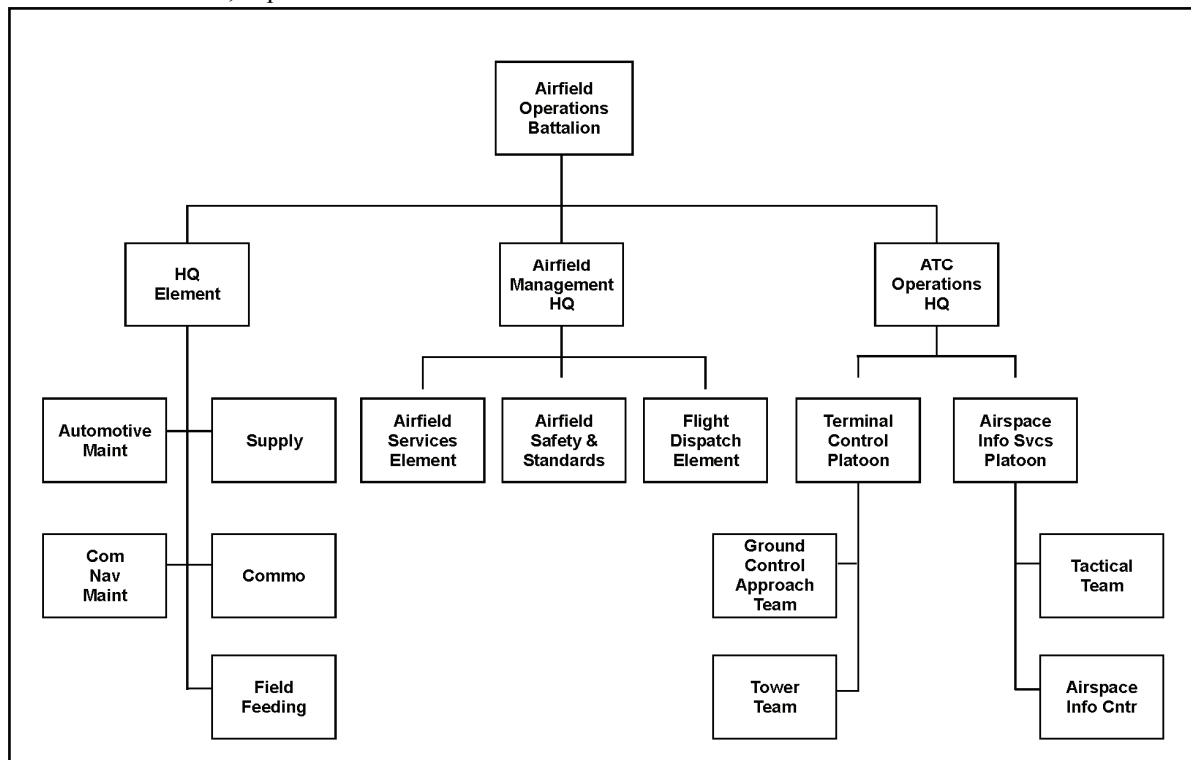 Airfield
Operations
Battalion
HQ
Element
Airfield
Management
HQ
ATC
Operations
HQ
Automotive
Maint
Supply
Airfield
Services
Element
Airfield
Safety &
Standards
Flight
Dispatch
Element
Terminal
Control
Platoon
Airspace
Info Svcs
Platoon
Com
Nav
Maint
Commo
Ground
Control
Approach
Team
Tactical
Team
Field
Feeding
Tower
Team
Airspace
Info Cntr